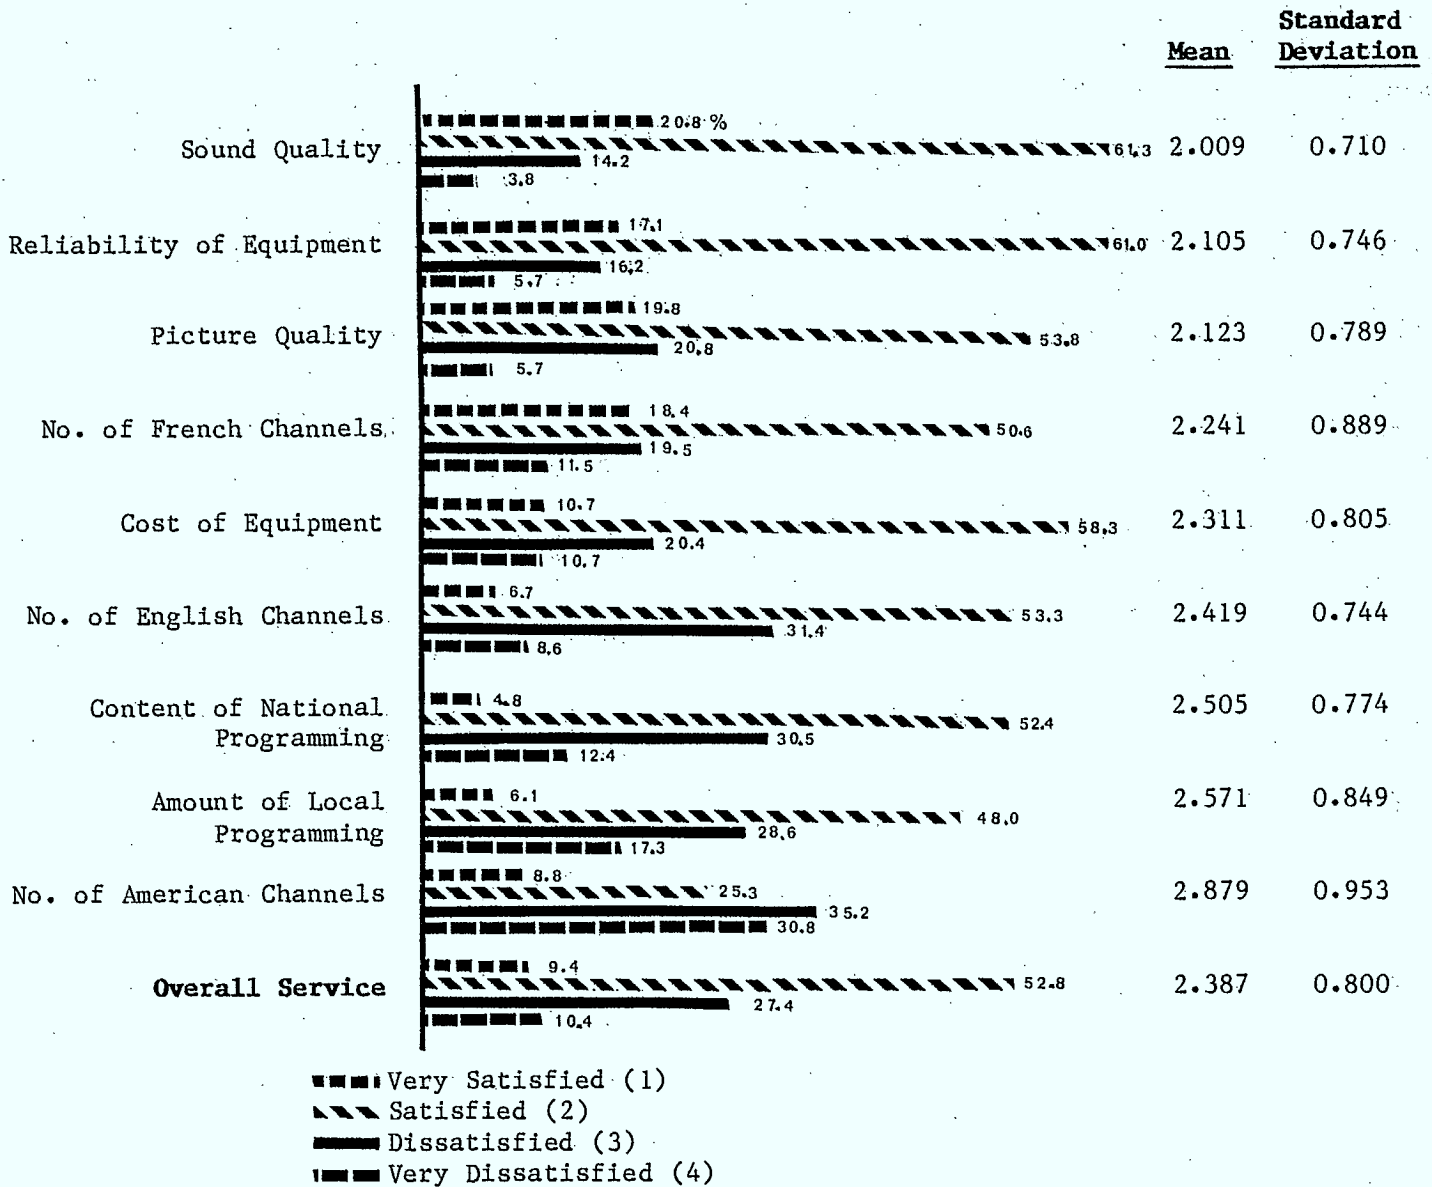 Standard
Mean Deviation
20.8 %
Sound Quality 61.3 2.009 0.710
14.2
3.8
17.1
Reliability of Equipment 61.0 2.105 0.746
16.2
5.7
19.8
Picture Quality 53.8 2.123 0.789
20.8
5.7
18.4
No. of French Channels 50.6 2.241 0.889
19.5
11.5
10.7
Cost of Equipment 58.3 2.311 0.805
20.4
10.7
6.7
No. of English Channels 53.3 2.419 0.744
31.4
8.6
4.8
Content of National 52.4 2.505 0.774
Programming 30.5
12.4
6.1
Amount of Local 48.0 2.571 0.849
Programming 28.6
17.3
8.8
No. of American Channels 25.3 2.879 0.953
35.2
30.8
9.4
Overall Service 52.8 2.387 0.800
27.4
10.4
Very Satisfied (1)
Satisfied (2)
Dissatisfied (3)
Very Dissatisfied (4)